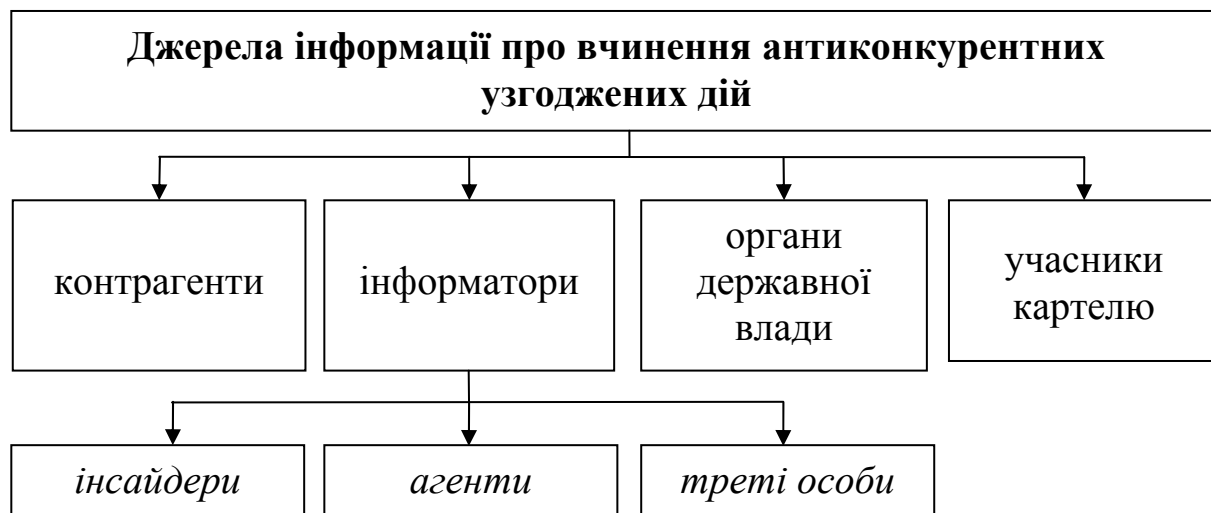 Джерела інформації про вчинення антиконкурентних
узгоджених дій
контрагенти
інформатори
органи
державної
влади
учасники
картелю
інсайдери
агенти
треті особи